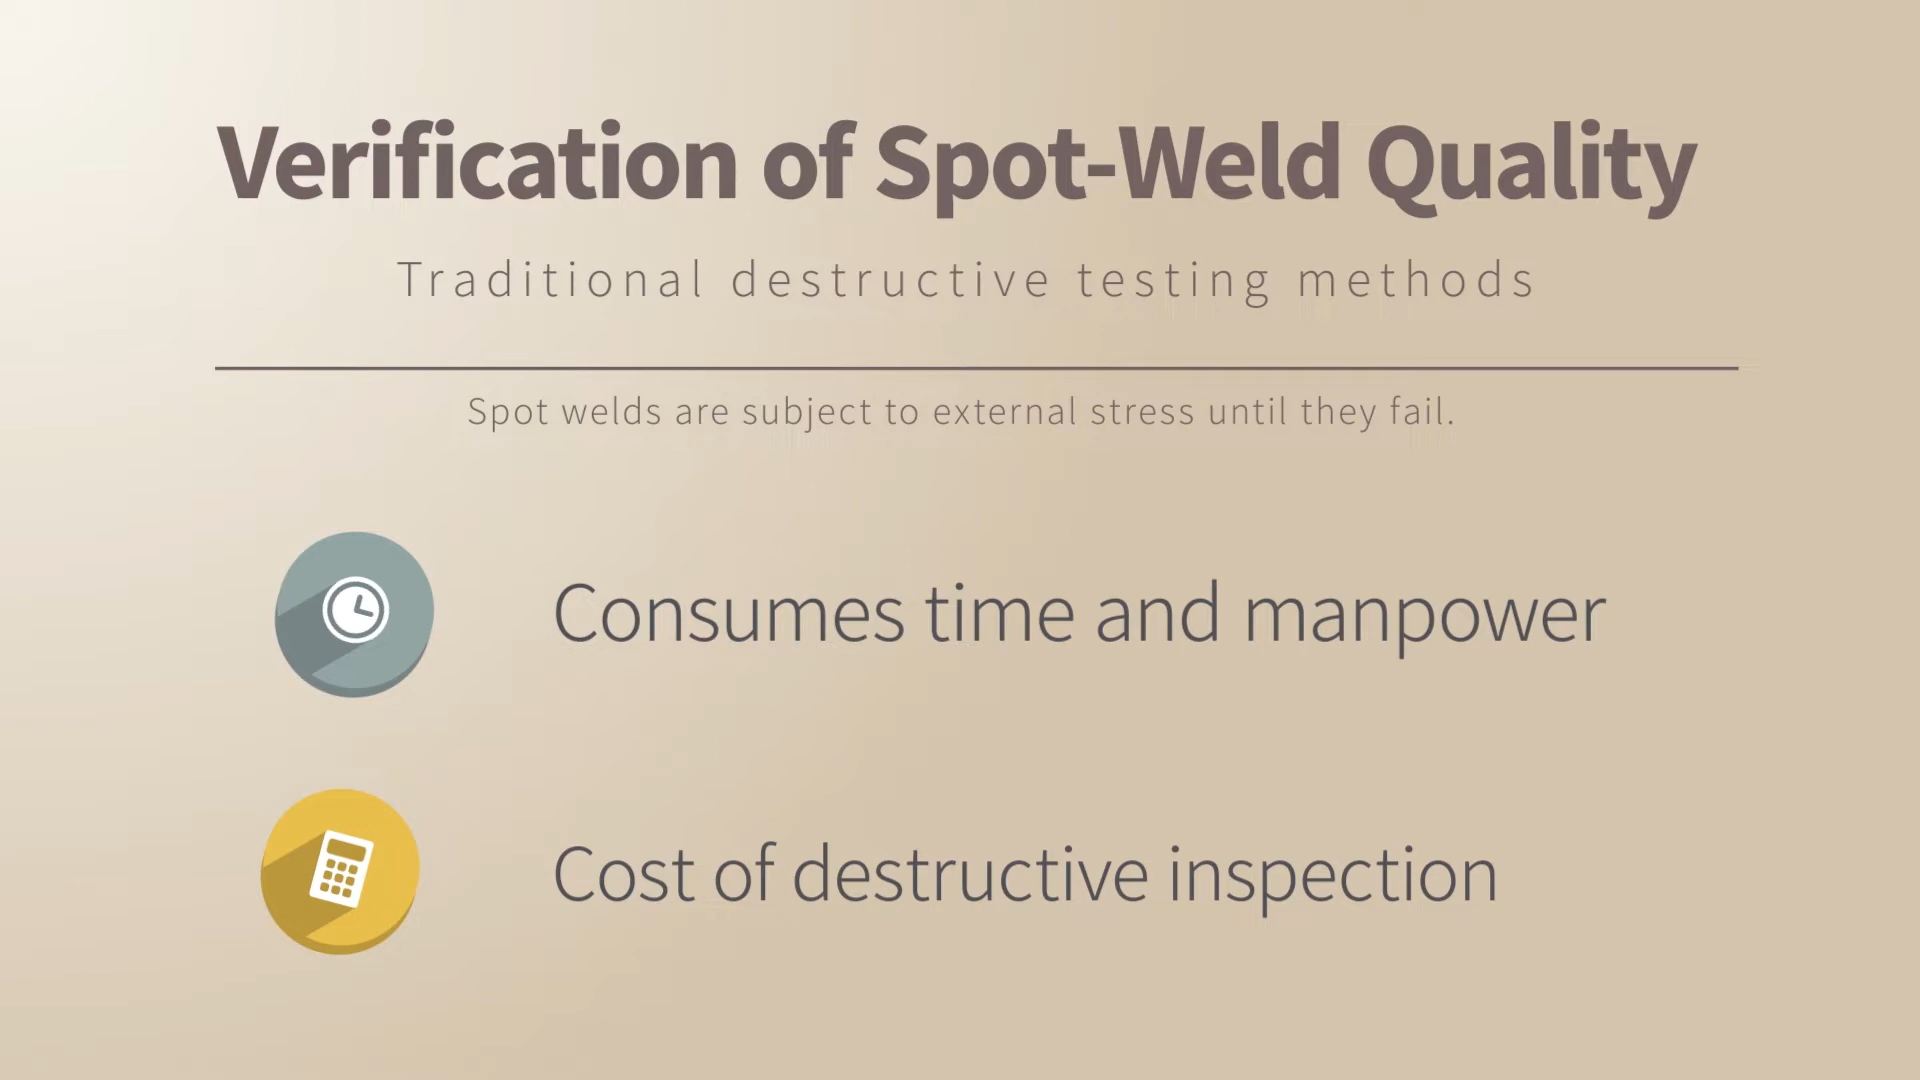 Verification of Spot-Weld Quality
Traditional destructive testing methods
Spot welds are subject to external stress until they fail.
Consumes time and manpower
Cost of destructive inspection